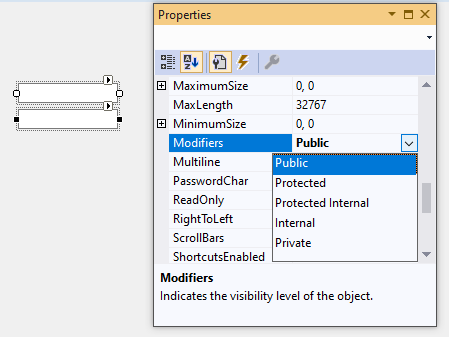 Properties
MaximumSize 0, 0
MaxLength 32767
MinimumSize 0, 0
Modifiers Public
Multiline Public
PasswordChar Protected
ReadOnly Protected Internal
RightToLeft Internal
ScrollBars Private
ShortcutsEnabled
Modifiers
Indicates the visibility level of the object.